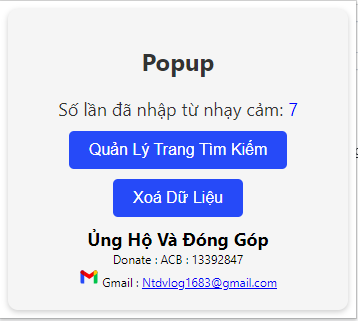 Popup
Số lần đã nhập từ nhạy cảm: 7
Quản Lý Trang Tìm Kiếm
Xoá Dữ Liệu
Ủng Hộ Và Đóng Góp
Donate : ACB : 13392847
Gmail : Ntdvlog1683@gmail.com